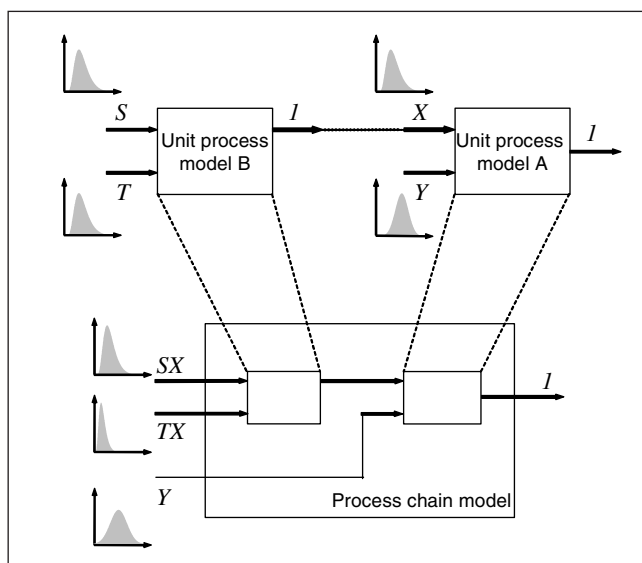 S
T
Unit process
model B
1
X
Y
Unit process
model A
1
SX
TX
Y
1
Process chain model